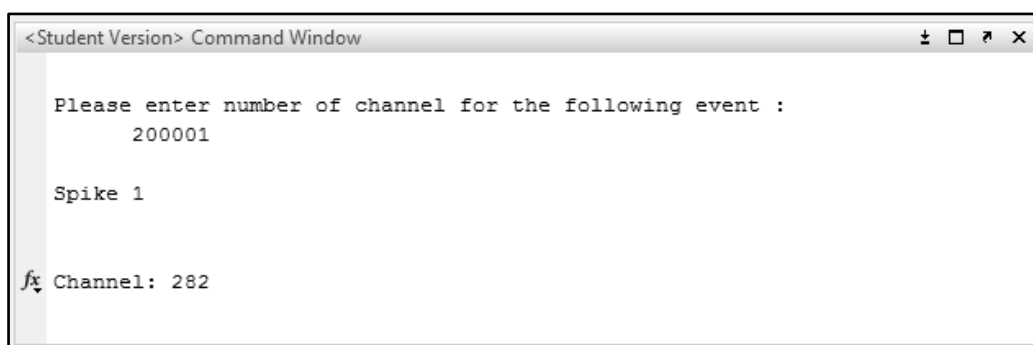 <Student Version> Command Window
Please enter number of channel for the following event :
200001
Spike 1
fx Channel: 282